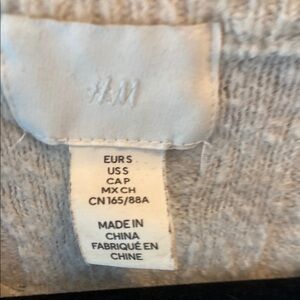 H&M
EUR S
US S
CA P
MX CH
CN 165/88A
MADE IN
CHINA
FABRIQUÉ EN
CHINE